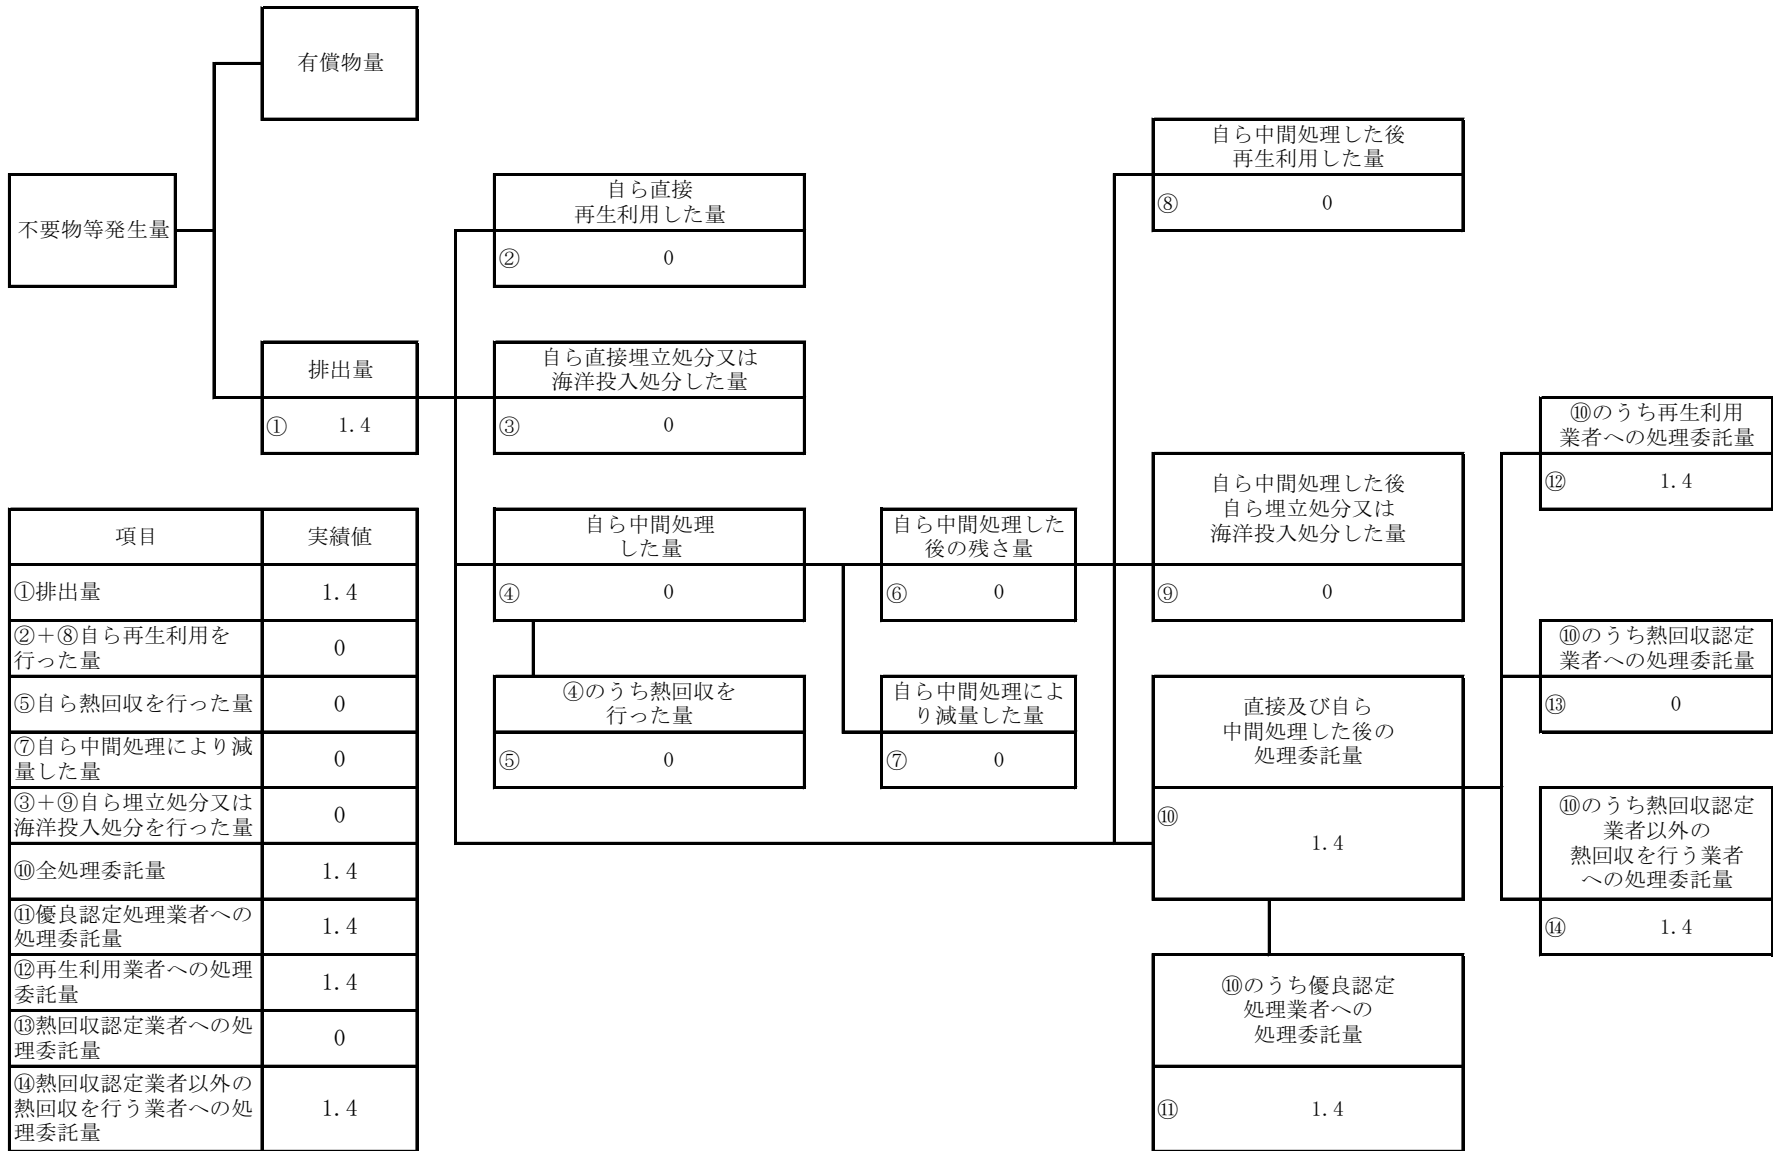 有償物量
不要物等発生量
排出量
① 1.4
自ら直接
再生利用した量
② 0
自ら直接埋立処分又は
海洋投入処分した量
③ 0
自ら中間処理
した量
④ 0
④のうち熱回収を
行った量
⑤ 0
自ら中間処理した
後の残さ量
⑥ 0
自ら中間処理によ
り減量した量
⑦ 0
自ら中間処理した後
再生利用した量
⑧ 0
自ら中間処理した後
自ら埋立処分又は
海洋投入処分した量
⑨ 0
直接及び自ら
中間処理した後の
処理委託量
⑩
1.4
⑩のうち優良認定
処理業者への
処理委託量
⑪ 1.4
⑩のうち再生利用
業者への処理委託量
⑫ 1.4
⑩のうち熱回収認定
業者への処理委託量
⑬ 0
⑩のうち熱回収認定
業者以外の
熱回収を行う業者
への処理委託量
⑭ 1.4
項目 実績値
①排出量 1.4
②+⑧自ら再生利用を
行った量 0
⑤自ら熱回収を行った量 0
⑦自ら中間処理により減
量した量 0
③+⑨自ら埋立処分又は
海洋投入処分を行った量 0
⑩全処理委託量 1.4
⑪優良認定処理業者への
処理委託量 1.4
⑫再生利用業者への処理
委託量 1.4
⑬熱回収認定業者への処
理委託量 0
⑭熱回収認定業者以外の
熱回収を行う業者への処
理委託量 1.4